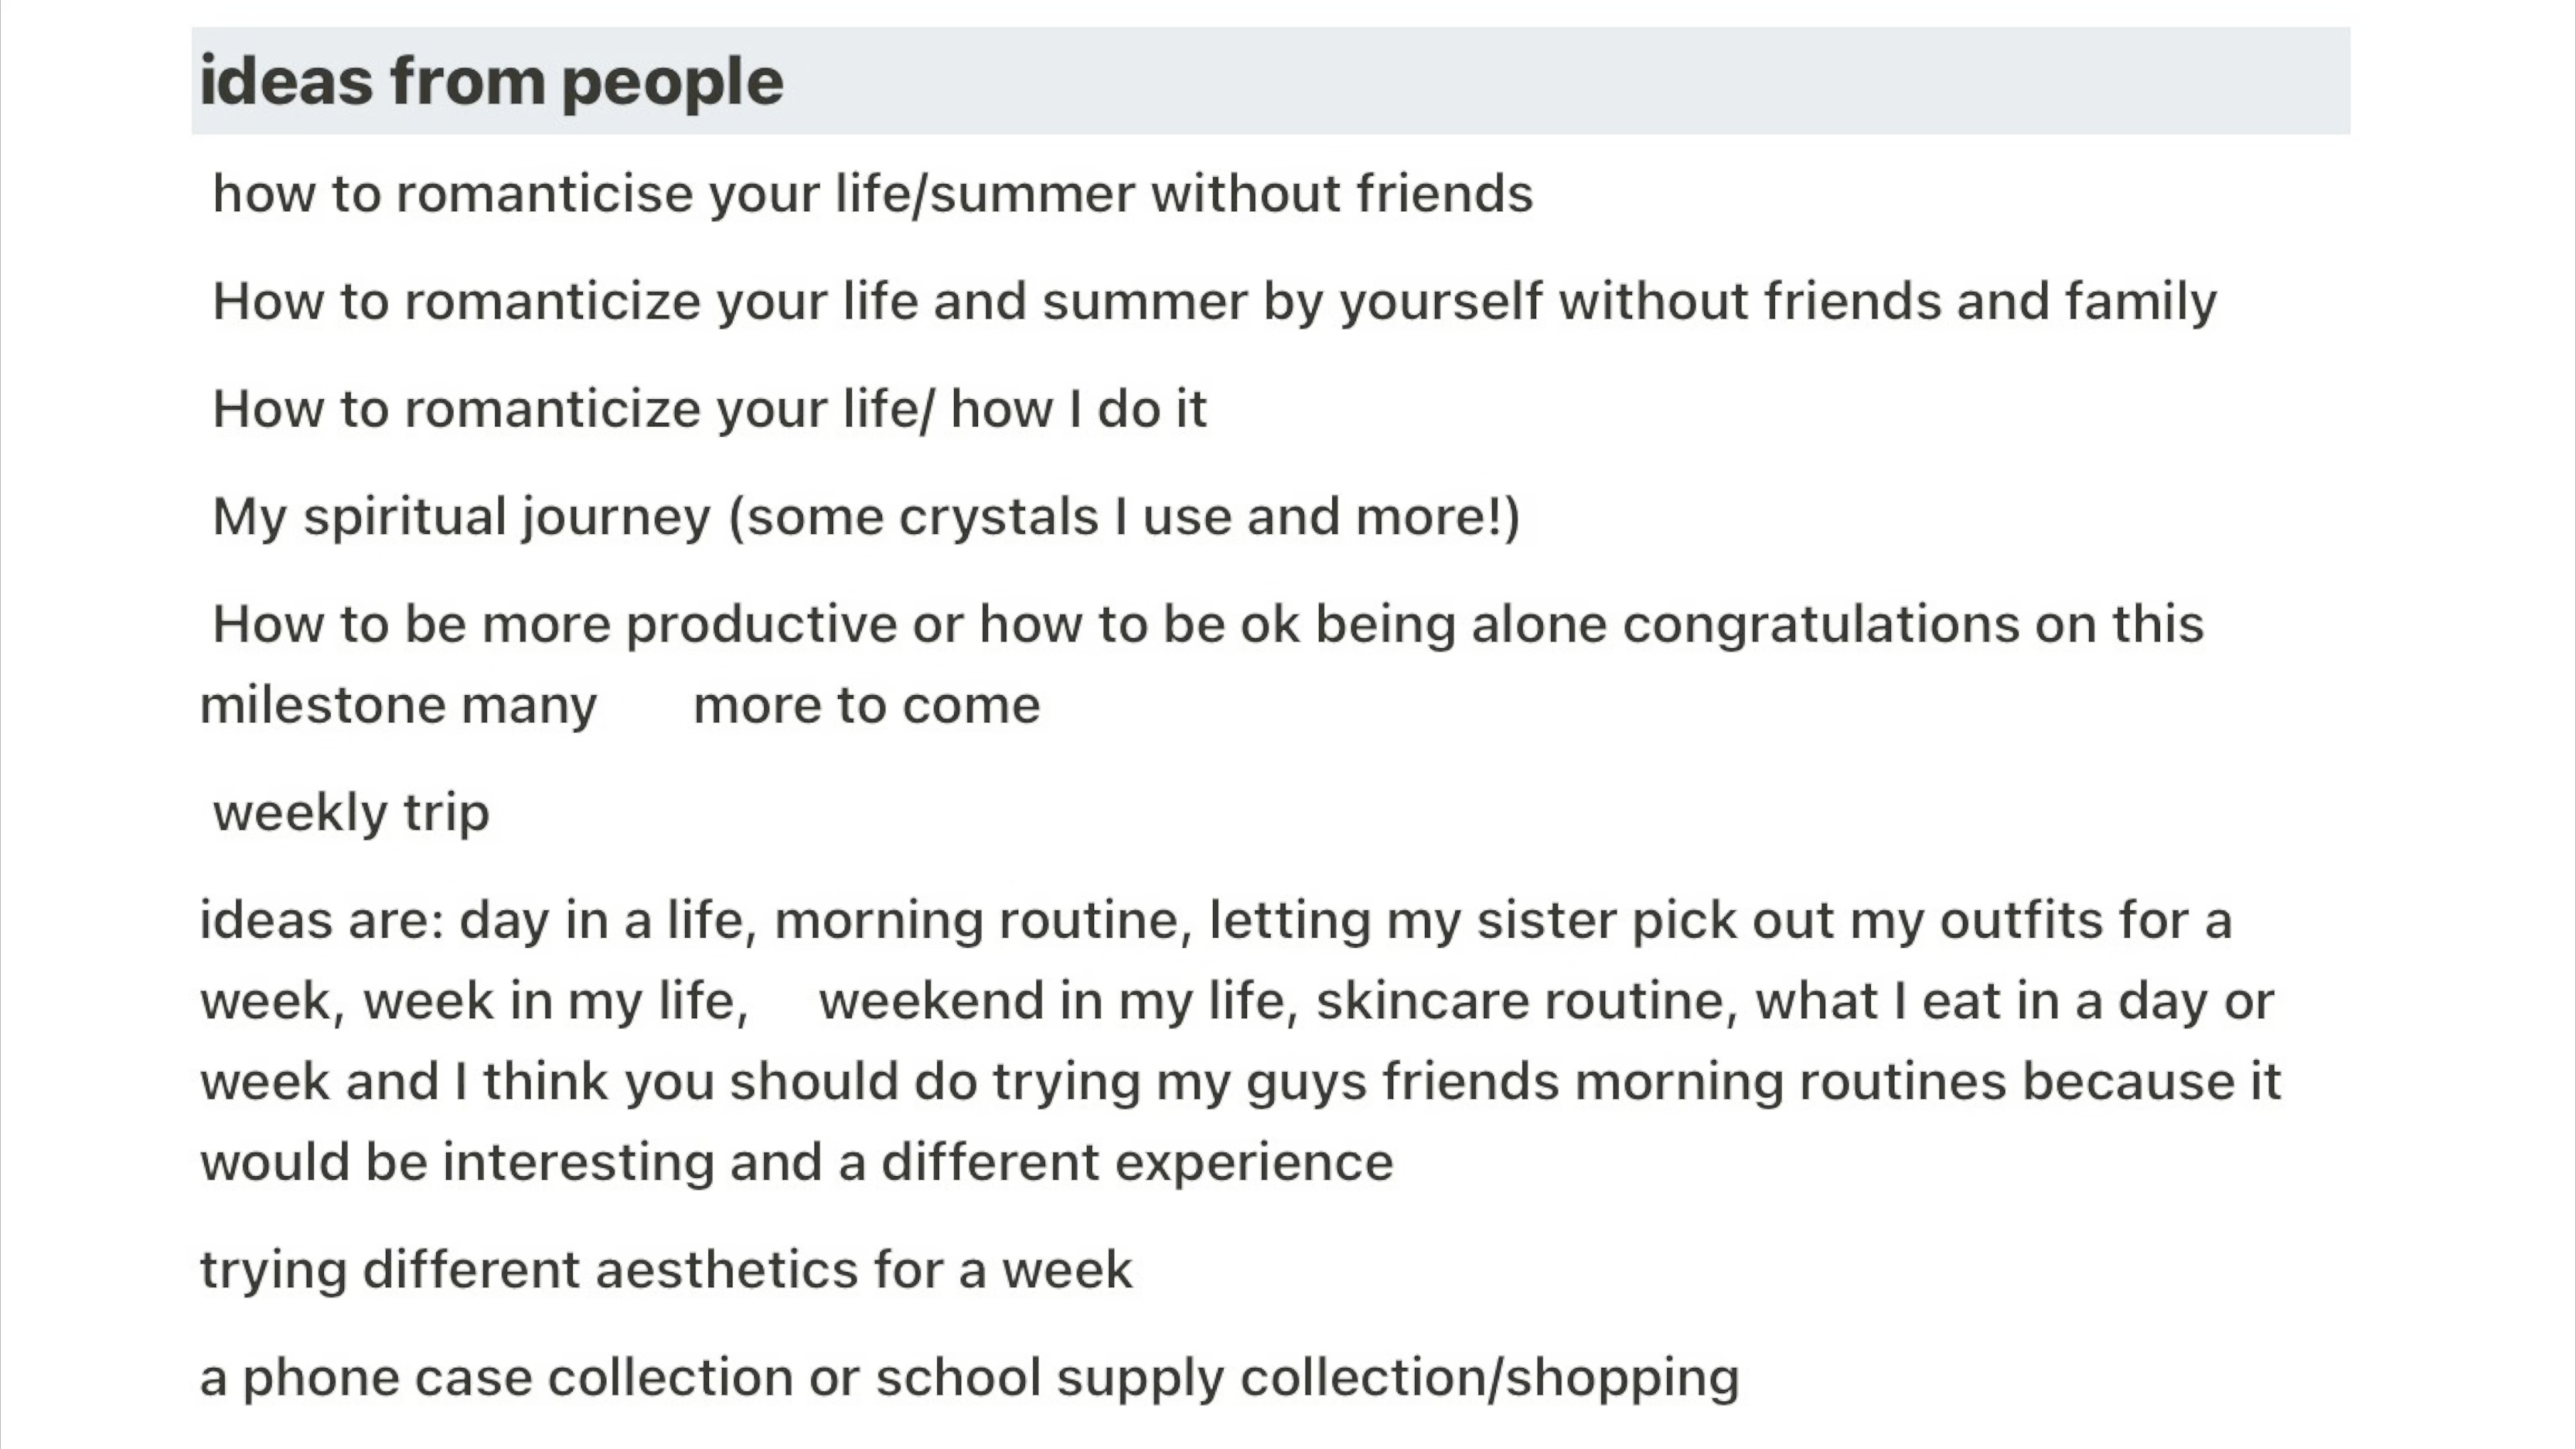 ideas from people
how to romanticise your life/summer without friends
How to romanticize your life and summer by yourself without friends and family
How to romanticize your life/ how I do it
My spiritual journey (some crystals I use and more!)
How to be more productive or how to be ok being alone congratulations on this
milestone many more to come
weekly trip
ideas are: day in a life, morning routine, letting my sister pick out my outfits for a
week, week in my life, weekend in my life, skincare routine, what I eat in a day or
week and I think you should do trying my guys friends morning routines because it
would be interesting and a different experience
trying different aesthetics for a week
a phone case collection or school supply collection/shopping